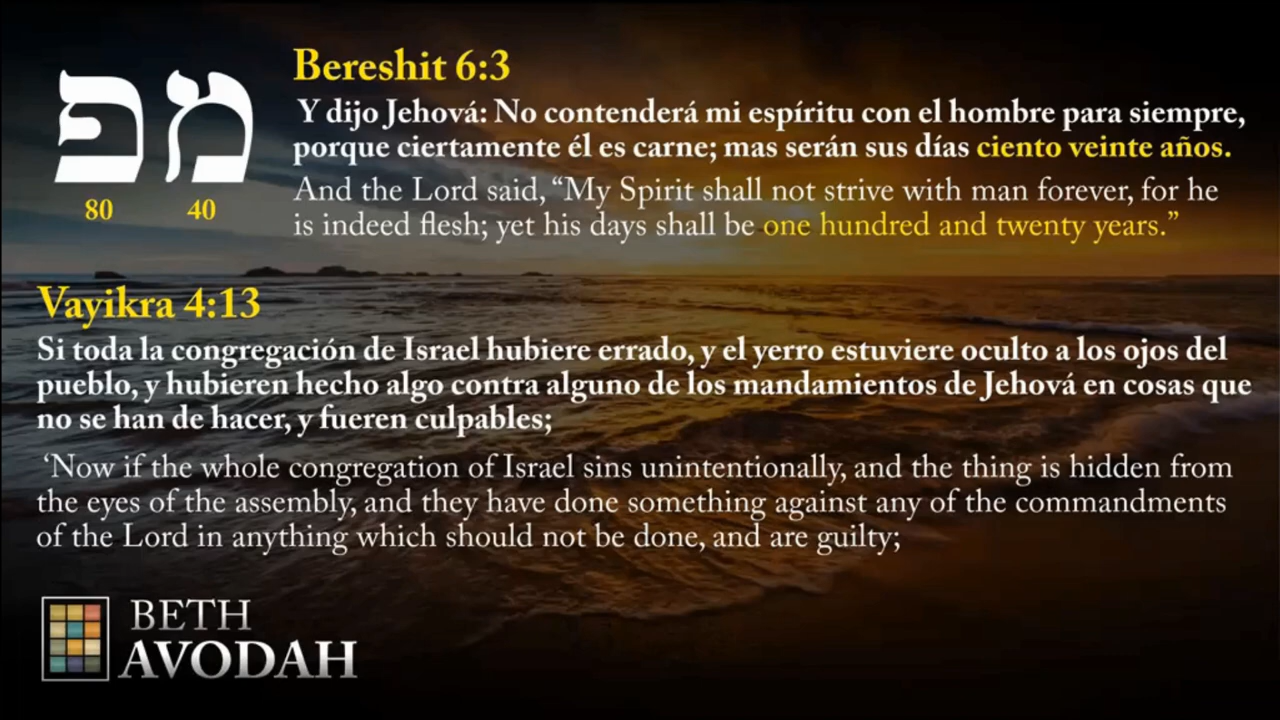 מפ
80 40
Bereshit 6:3
Y dijo Jehová: No contenderá mi espíritu con el hombre para siempre,
porque ciertamente él es carne; mas serán sus días ciento veinte años.
And the Lord said, “My Spirit shall not strive with man forever, for he
is indeed flesh; yet his days shall be one hundred and twenty years.”
Vayikra 4:13
Si toda la congregación de Israel hubiere errado, y el yerro estuviere oculto a los ojos del
pueblo, y hubieren hecho algo contra alguno de los mandamientos de Jehová en cosas que
no se han de hacer, y fueren culpables;
‘Now if the whole congregation of Israel sins unintentionally, and the thing is hidden from
the eyes of the assembly, and they have done something against any of the commandments
of the Lord in anything which should not be done, and are guilty;
BETH
AVODAH